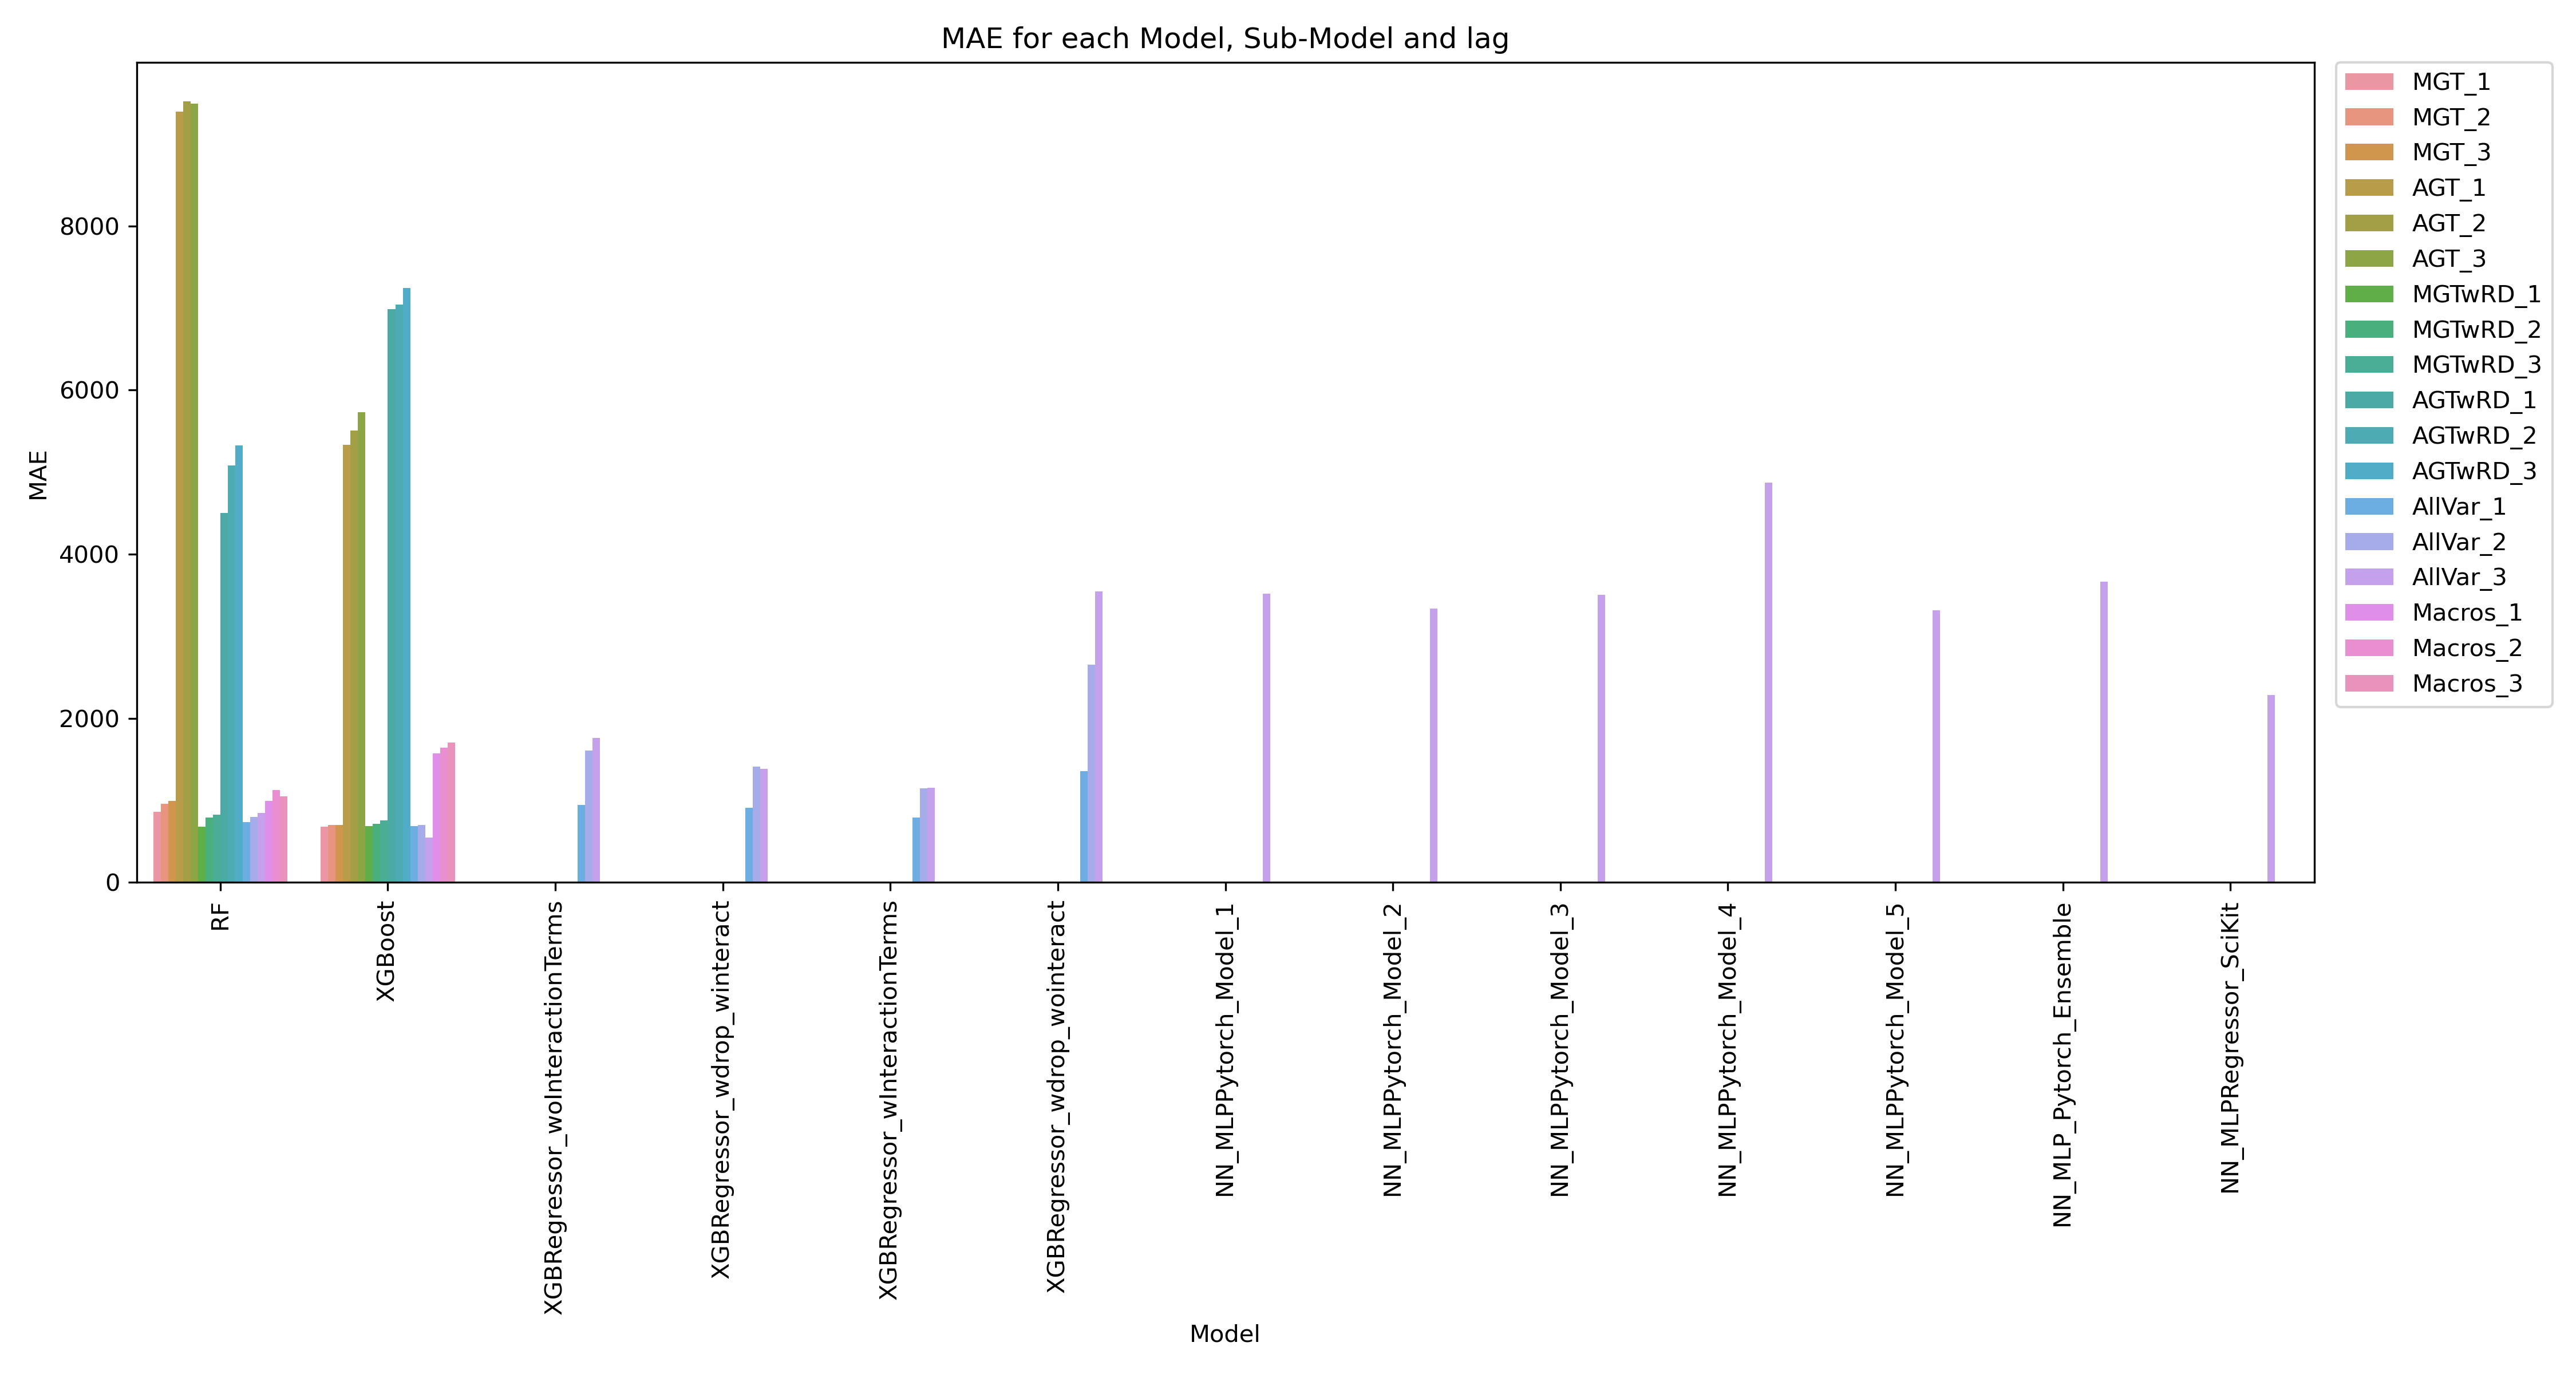 MAE for each Model, Sub-Model and lag
MAE
8000
6000
4000
2000
0
RF
XGBoost
XGBRegressor_woInteractionTerms
XGBRegressor_wdrop_winteract
XGBRegressor_wInteractionTerms
XGBRegressor_wdrop_wointeract
NN_MLPPytorch_Model_1
NN_MLPPytorch_Model_2
NN_MLPPytorch_Model_3
NN_MLPPytorch_Model_4
NN_MLPPytorch_Model_5
NN_MLP_Pytorch_Ensemble
NN_MLPRegressor_SciKit
Model
MGT_1
MGT_2
MGT_3
AGT_1
AGT_2
AGT_3
MGTwRD_1
MGTwRD_2
MGTwRD_3
AGTwRD_1
AGTwRD_2
AGTwRD_3
AllVar_1
AllVar_2
AllVar_3
Macros_1
Macros_2
Macros_3